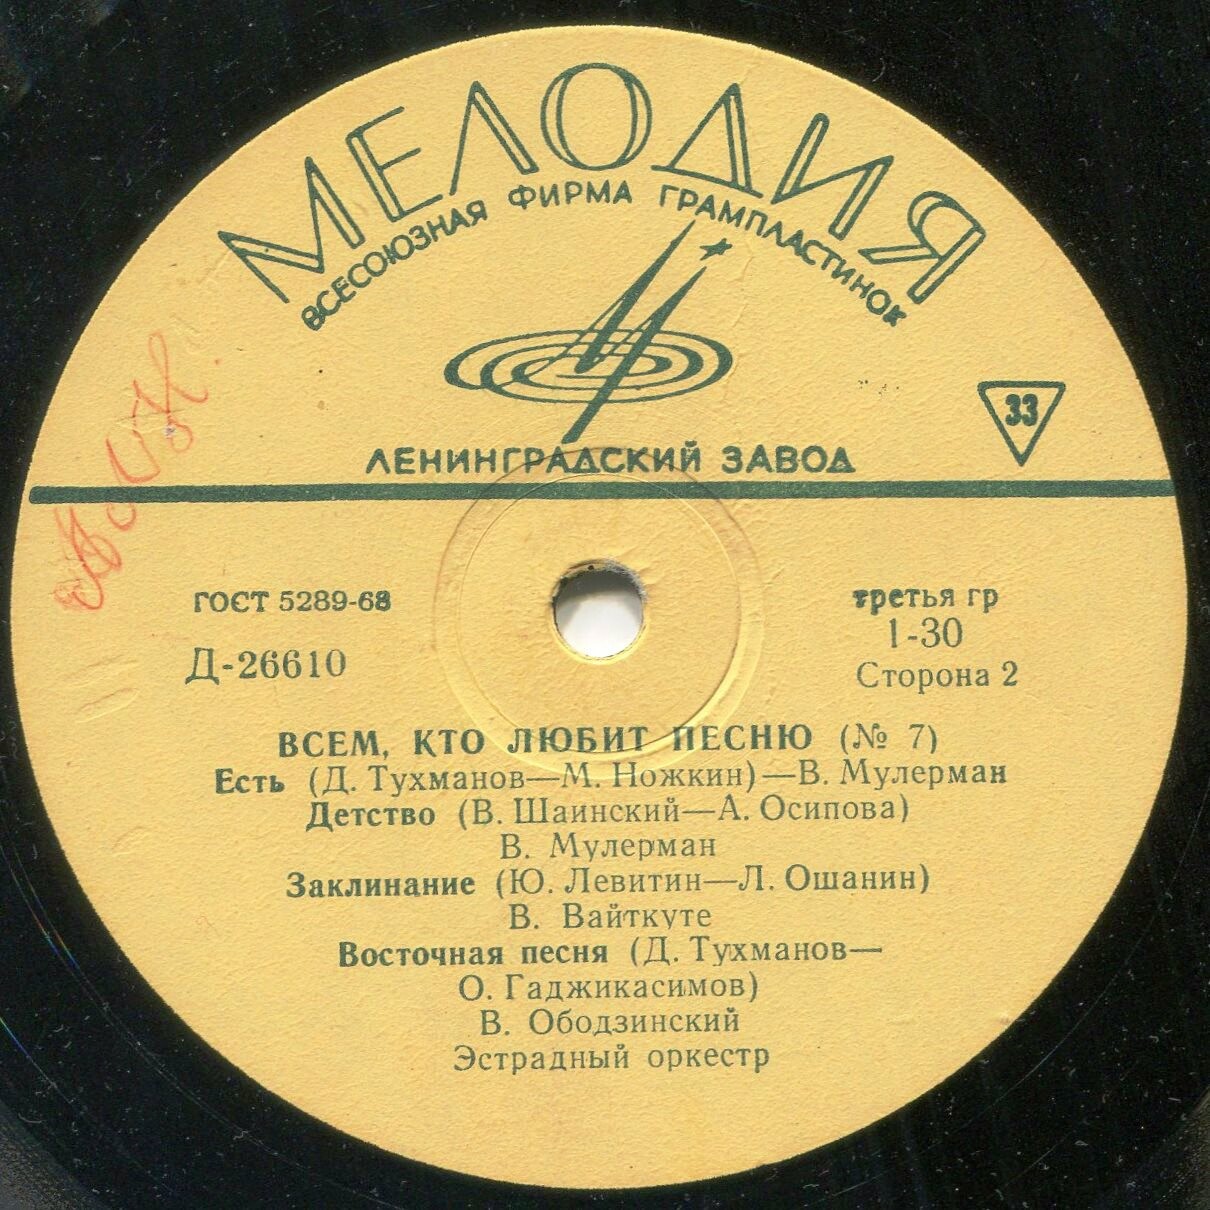 МЕЛОДИЯ
ВСЕСОЮЗНАЯ ФИРМА ГРАМПЛАСТИНОК
33
ЛЕНИНГРАДСКИЙ ЗАВОД
ГОСТ 5289-68
третья гр
Д-26610
1-30
Сторона 2
ВСЕМ, КТО ЛЮБИТ ПЕСНЮ (№ 7)
Есть (Д. Тухманов—М. Ножкин)—В. Мулерман
Детство (В. Шаинский—А. Осипова)
В. Мулерман
Заклинание (Ю. Левитин—Л. Ошанин)
В. Вайткуте
Восточная песня (Д. Тухманов—
О. Гаджикасимов)
В. Ободзинский
Эстрадный оркестр